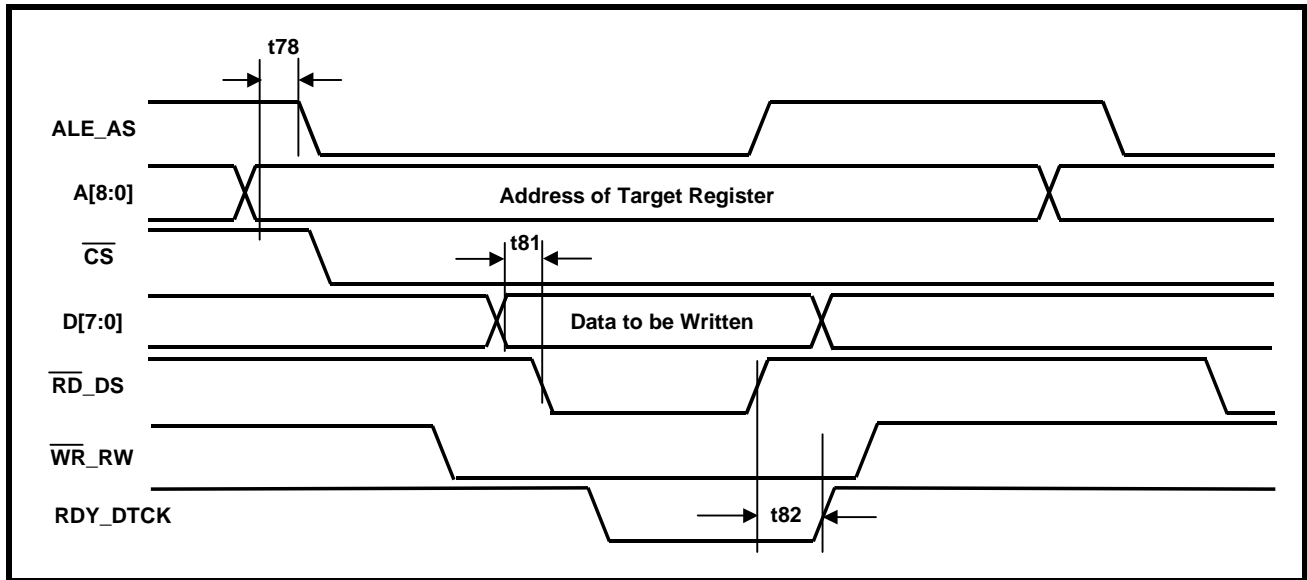 t78
ALE_AS
A[8:0]
Address of Target Register
CS
t81
D[7:0]
Data to be Written
RD_DS
WR_RW
RDY_DTCK
t82